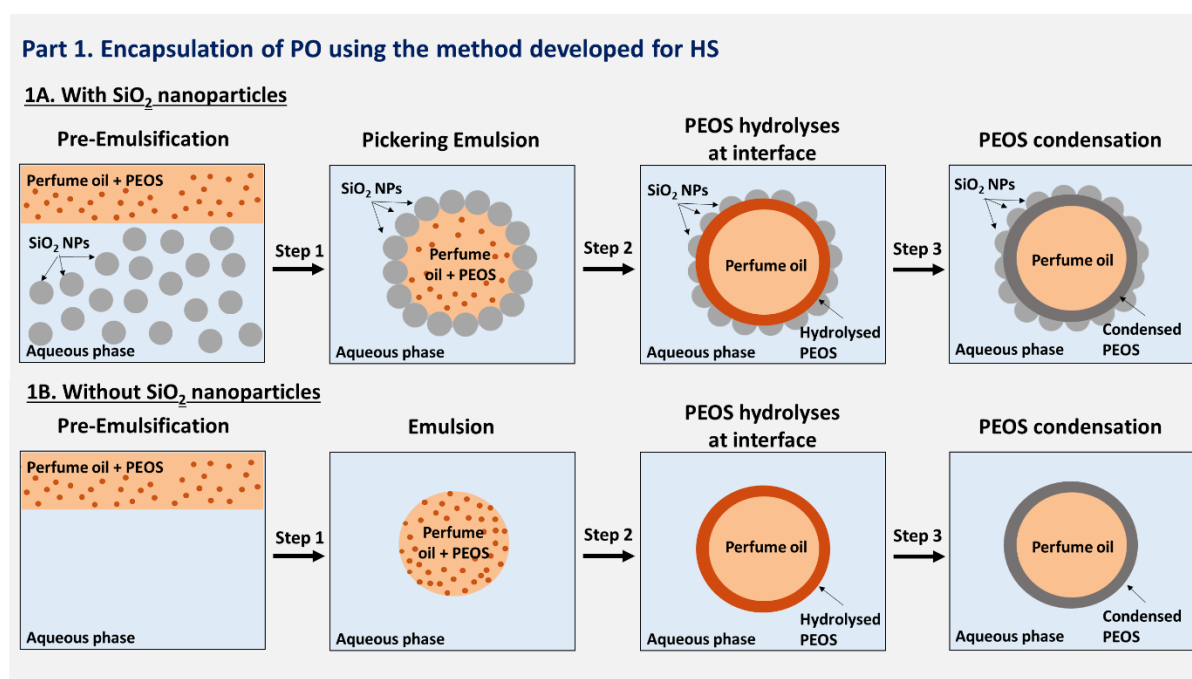 Part 1. Encapsulation of PO using the method developed for HS
1A. With SiO₂ nanoparticles
Pre-Emulsification
Pickering Emulsion
PEOS hydrolyses
at interface
PEOS condensation
Perfume oil + PEOS
SiO₂ NPs
Aqueous phase
Step 1
SiO₂ NPs
Perfume
oil + PEOS
Aqueous phase
Step 2
SiO₂ NPs
Perfume oil
Hydrolysed
PEOS
Aqueous phase
Step 3
SiO₂ NPs
Perfume oil
Condensed
PEOS
Aqueous phase
1B. Without SiO₂ nanoparticles
Pre-Emulsification
Emulsion
PEOS hydrolyses
at interface
PEOS condensation
Perfume oil + PEOS
Aqueous phase
Step 1
Perfume
oil + PEOS
Aqueous phase
Step 2
Perfume oil
Hydrolysed
PEOS
Aqueous phase
Step 3
Perfume oil
Condensed
PEOS
Aqueous phase